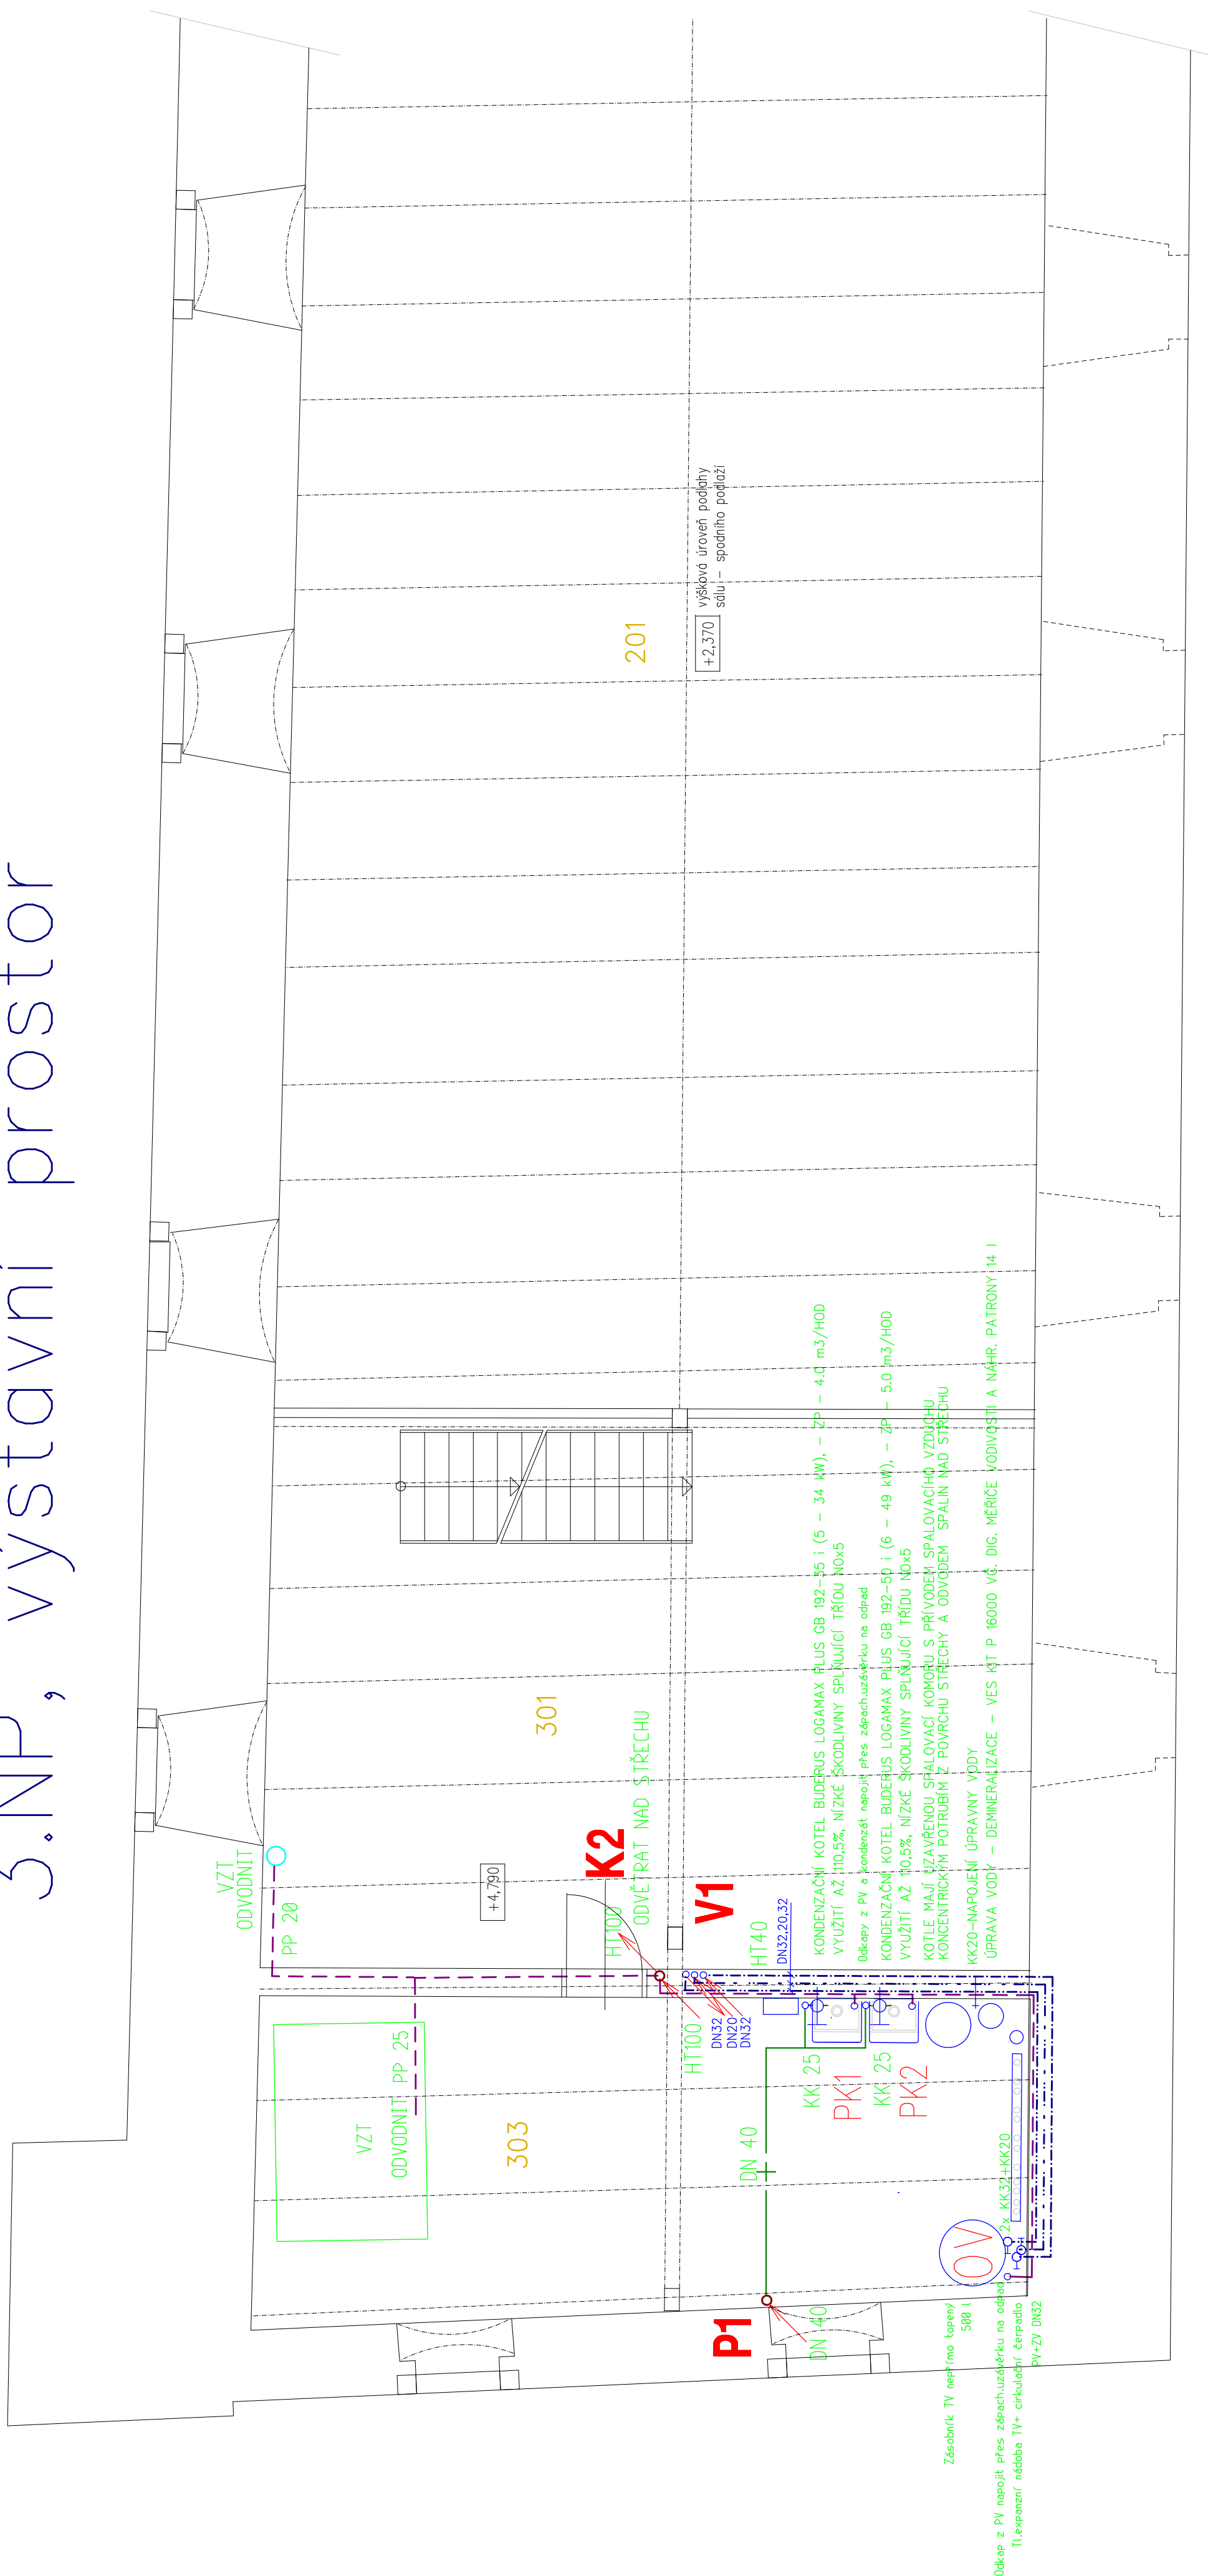 3.NP, výstavní prostor
výšková úroveň podlahy
sálu - spodního podlaží
+2,370
201
301
303
+4,790
VZT
ODVODNIT
PP 20
VZT
ODVODNIT PP 25
K2
HT100
ODVĚTRAT NAD STŘECHU
V1
HT100
HT40
DN32
DN20
DN32
DN32,20,32
KONDENZAČNÍ KOTEL BUDERUS LOGAMAX PLUS GB 192-35 i (5 - 34 kW), - ZP - 4.0 m3/HOD
VYUŽITÍ AŽ 110,5%, NÍZKÉ ŠKODLIVINY SPLŇUJÍCÍ TŘÍDU NOx5
Odkapy z PV a kondenzát napojit přes zápach.uzávěrku na odpad
KONDENZAČNÍ KOTEL BUDERUS LOGAMAX PLUS GB 192-50 i (6 - 49 kW), - ZP - 5.0 m3/HOD
VYUŽITÍ AŽ 110,5%, NÍZKÉ ŠKODLIVINY SPLŇUJÍCÍ TŘÍDU NOx5
KOTLE MAJÍ UZAVŘENOU SPALOVACÍ KOMORU S PŘÍVODEM SPALOVACÍHO VZDUCHU
KONCENTRICKÝM POTRUBÍM Z POVRCHU STŘECHY A ODVODEM SPALIN NAD STŘECHU
KK20-NAPOJENÍ ÚPRAVNY VODY
ÚPRAVA VODY - DEMINERALIZACE - VES KIT P 16000 VČ. DIG. MĚŘIČE VODIVOSTI A NÁHR. PATRONY 14 l
KK 25
PK1
KK 25
PK2
DN 40
P1
DN 40
OV
2x KK32+KK20
Zásobník TV nepřímo topený
500 l
Odkap z PV napojit přes zápach.uzávěrku na odpad
Tl.expanzní nádoba TV+ cirkulační čerpadlo
PV+ZV DN32